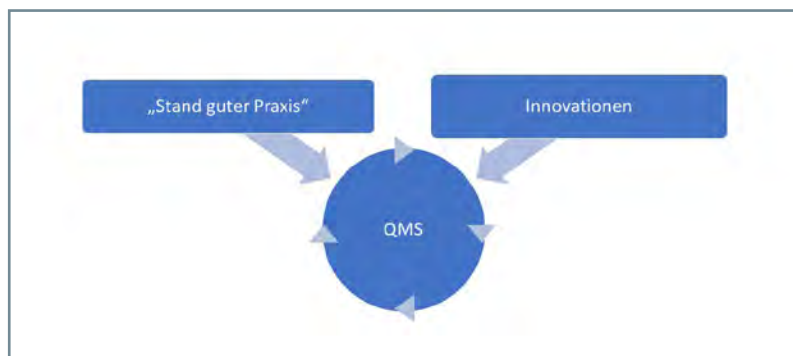 „Stand guter Praxis“
Innovationen
QMS